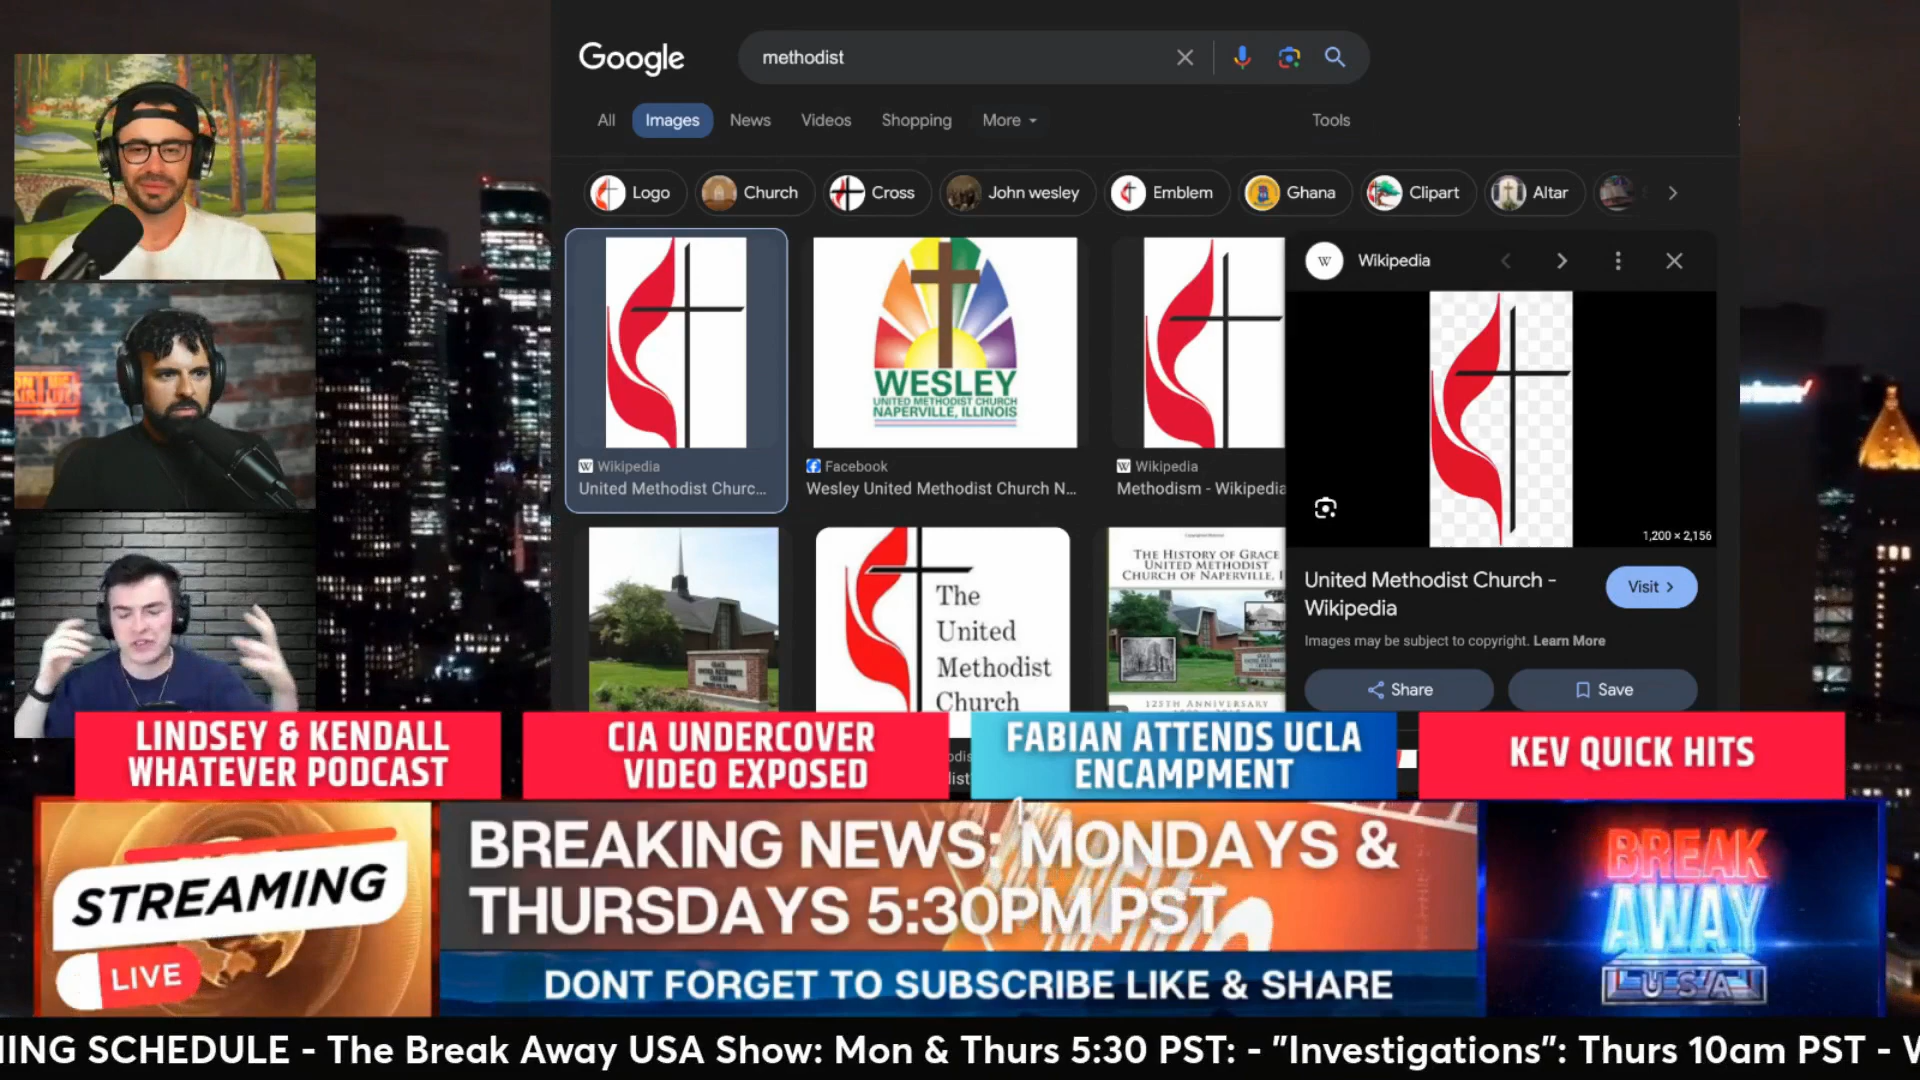 Google
methodist
All
Images
News
Videos
Shopping
More
Tools
Logo
Church
Cross
John wesley
Emblem
Ghana
Clipart
Altar
W Wikipedia
WESLEY
UNITED METHODIST CHURCH
NAPERVILLE, ILLINOIS
W Wikipedia
United Methodist Churc...
Facebook
Wesley United Methodist Church N...
W Wikipedia
Methodism - Wikipedia
1,200 × 2,156
United Methodist Church -
Wikipedia
Visit
Images may be subject to copyright. Learn More
Share
Save
The
United
Methodist
Church
THE HISTORY OF GRACE
UNITED METHODIST
CHURCH OF NAPERVILLE, I
125TH ANNIVERSARY
LINDSEY & KENDALL
WHATEVER PODCAST
CIA UNDERCOVER
VIDEO EXPOSED
FABIAN ATTENDS UCLA
ENCAMPMENT
KEV QUICK HITS
STREAMING
LIVE
BREAKING NEWS: MONDAYS &
THURSDAYS 5:30PM PST
DONT FORGET TO SUBSCRIBE LIKE & SHARE
BREAK
AWAY
USA
ING SCHEDULE - The Break Away USA Show: Mon & Thurs 5:30 PST: - "Investigations": Thurs 10am PST -